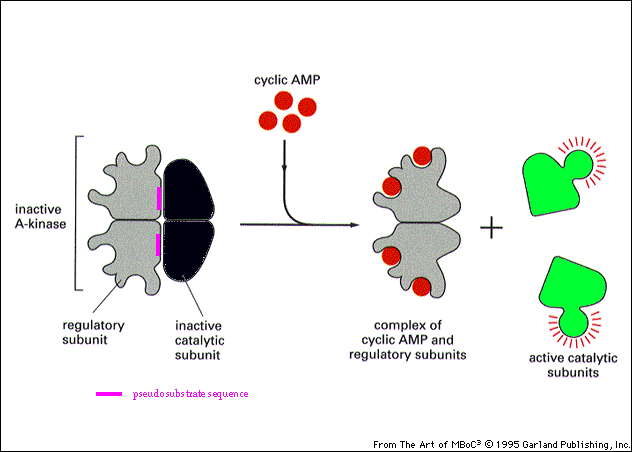 cyclic AMP
inactive
A-kinase
regulatory
subunit
inactive
catalytic
subunit
complex of
cyclic AMP and
regulatory subunits
+
active catalytic
subunits
pseudosubstrate sequence
From The Art of MBoC³ © 1995 Garland Publishing, Inc.